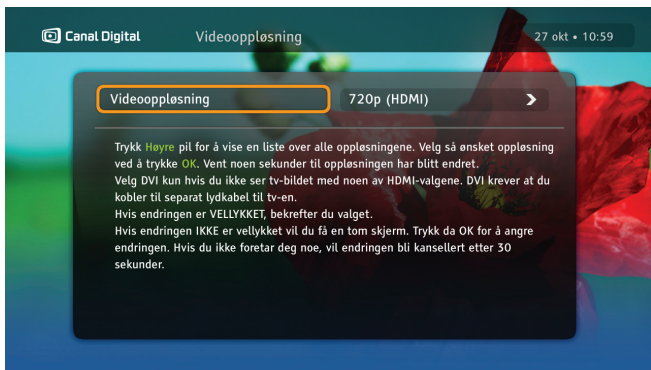 Canal Digital Videooppløsning 27 okt • 10:59
Videooppløsning 720p (HDMI)
Trykk Høyre pil for å vise en liste over alle oppløsningene. Velg så ønsket oppløsning
ved å trykke OK. Vent noen sekunder til oppløsningen har blitt endret.
Velg DVI kun hvis du ikke ser tv-bildet med noen av HDMI-valgene. DVI krever at du
kobler til separat lydkabel til tv-en.
Hvis endringen er VELLYKKET, bekrefter du valget.
Hvis endringen IKKE er vellykket vil du få en tom skjerm. Trykk da OK for å angre
endringen. Hvis du ikke foretar deg noe, vil endringen bli kansellert etter 30
sekunder.